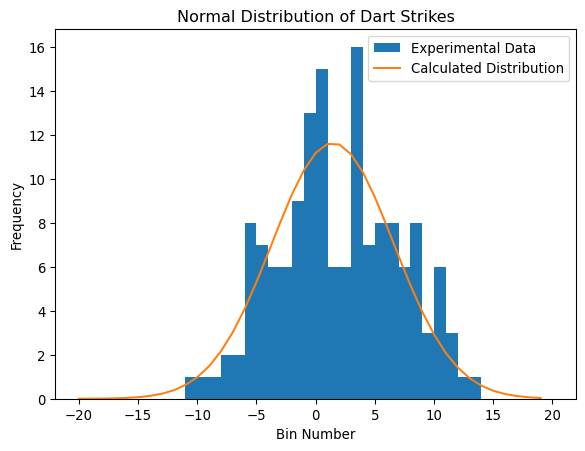 Normal Distribution of Dart Strikes
Experimental Data
Calculated Distribution
Frequency
16
14
12
10
8
6
4
2
0
−20 −15 −10 −5 0 5 10 15 20
Bin Number